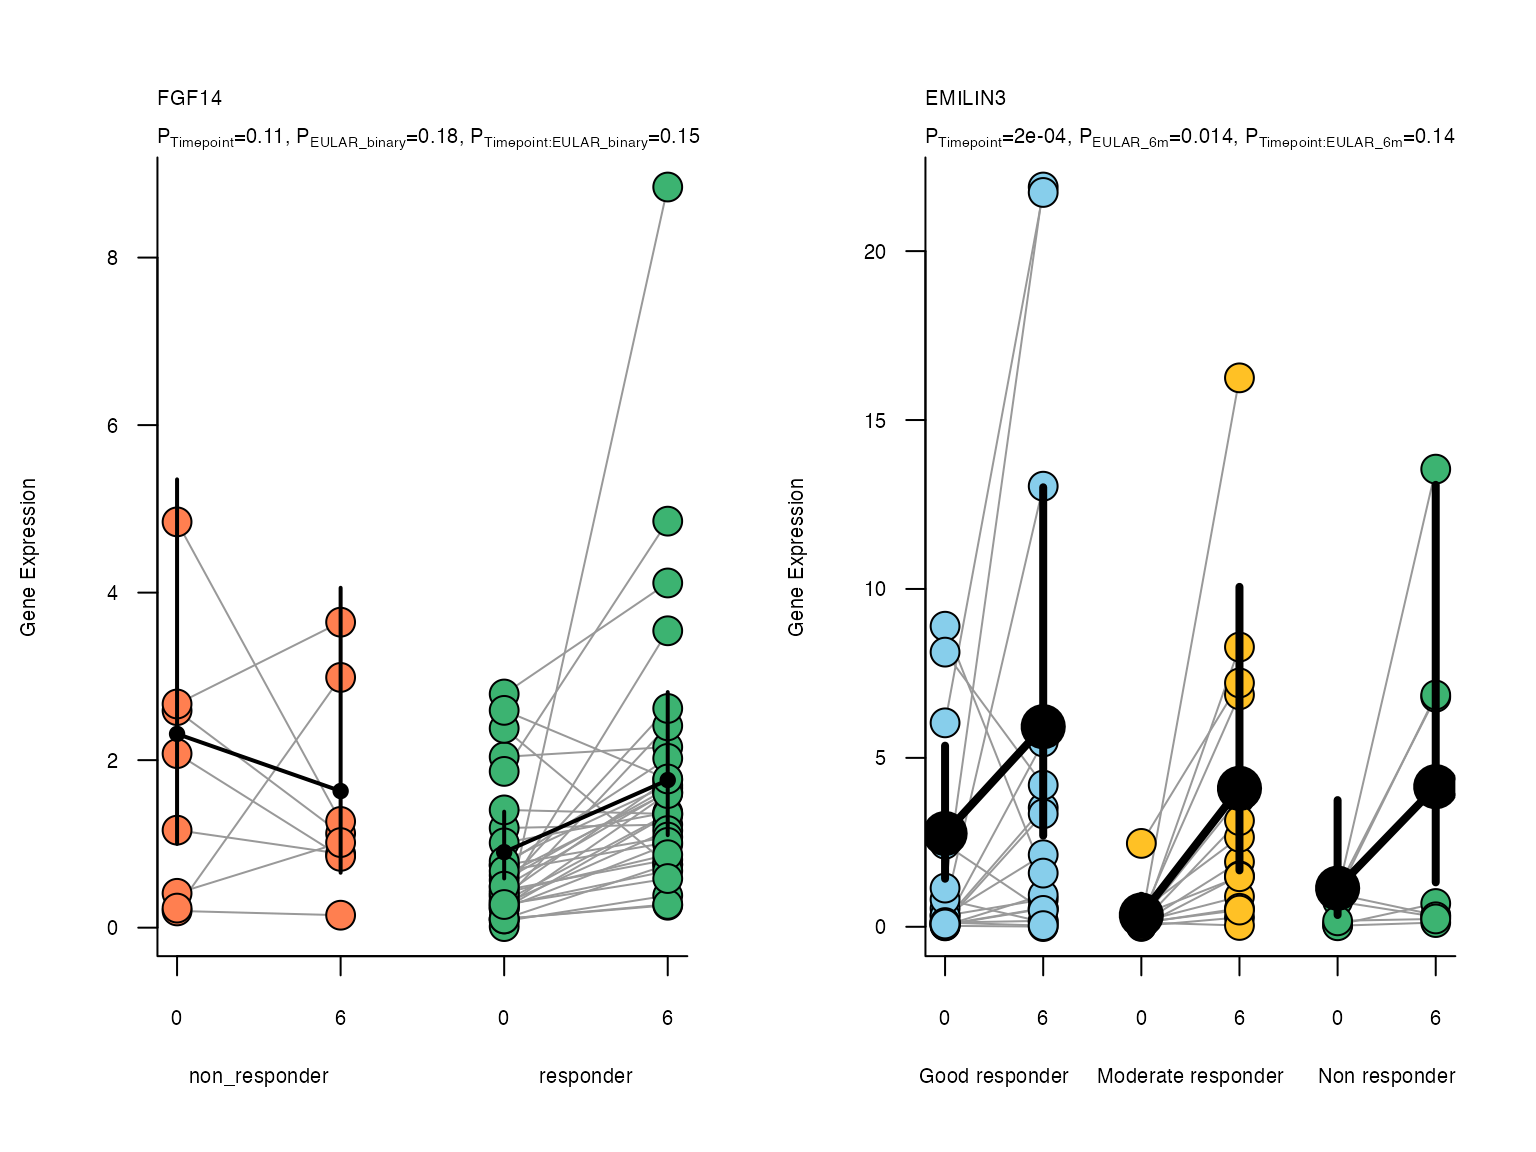 FGF14
PTimepoint=0.11, PEULAR_binary=0.18, PTimepoint:EULAR_binary=0.15
8
6
4
2
0
Gene Expression
0 6 0 6
non_responder responder
EMILIN3
PTimepoint=2e-04, PEULAR_6m=0.014, PTimepoint:EULAR_6m=0.14
20
15
10
5
0
Gene Expression
0 6 0 6 0 6
Good responder Moderate responder Non responder